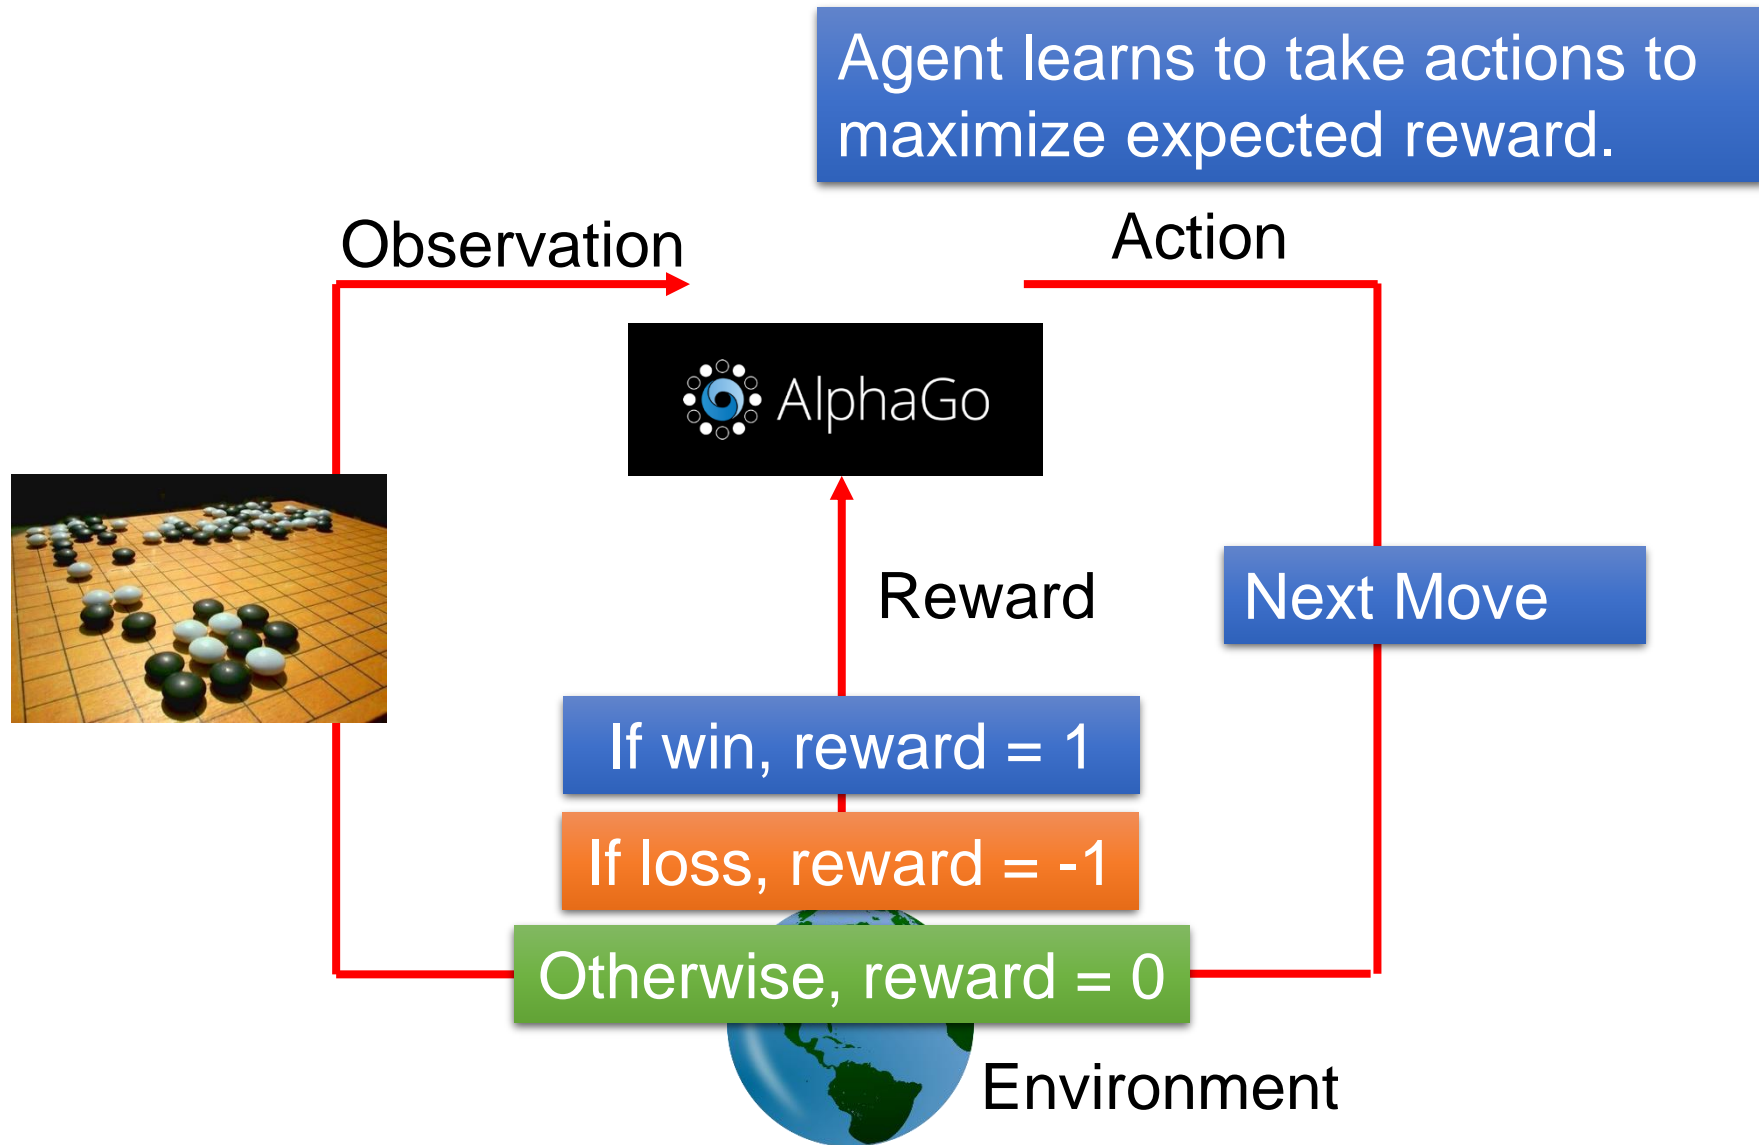 Agent learns to take actions to
maximize expected reward.
Observation
Action
AlphaGo
Reward
Next Move
If win, reward = 1
If loss, reward = -1
Otherwise, reward = 0
Environment